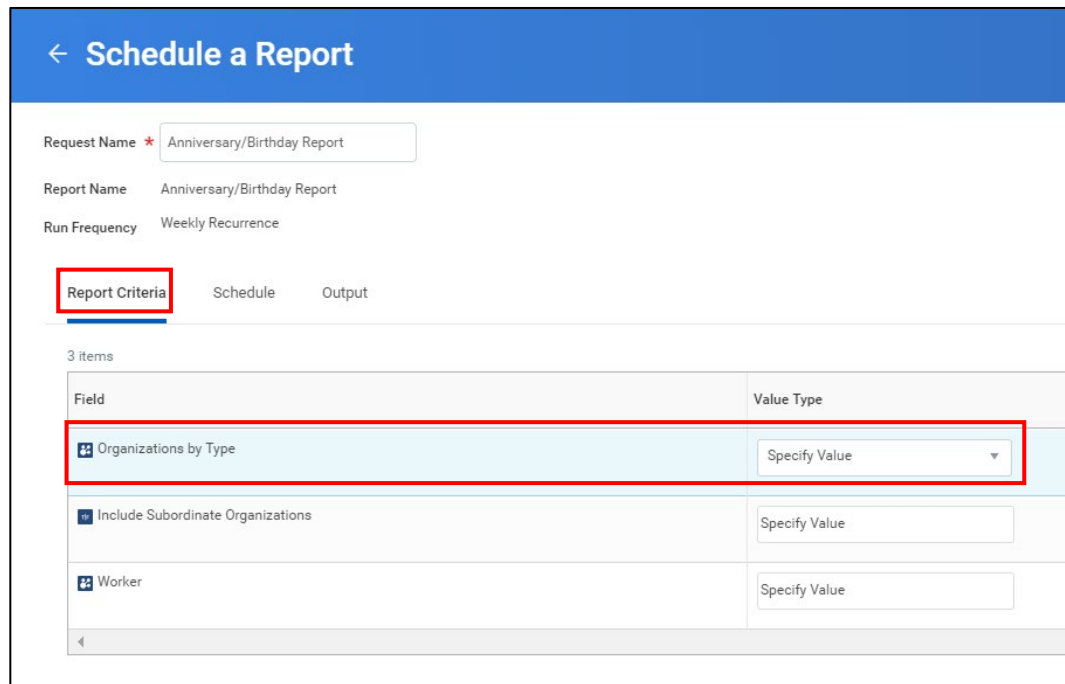 ← Schedule a Report
Request Name * Anniversary/Birthday Report
Report Name Anniversary/Birthday Report
Run Frequency Weekly Recurrence
Report Criteria Schedule Output
3 items
Field Value Type
Organizations by Type Specify Value
Include Subordinate Organizations Specify Value
Worker Specify Value